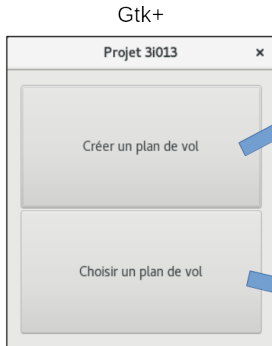 Gtk+
Projet 3i013 ×
Créer un plan de vol
Choisir un plan de vol